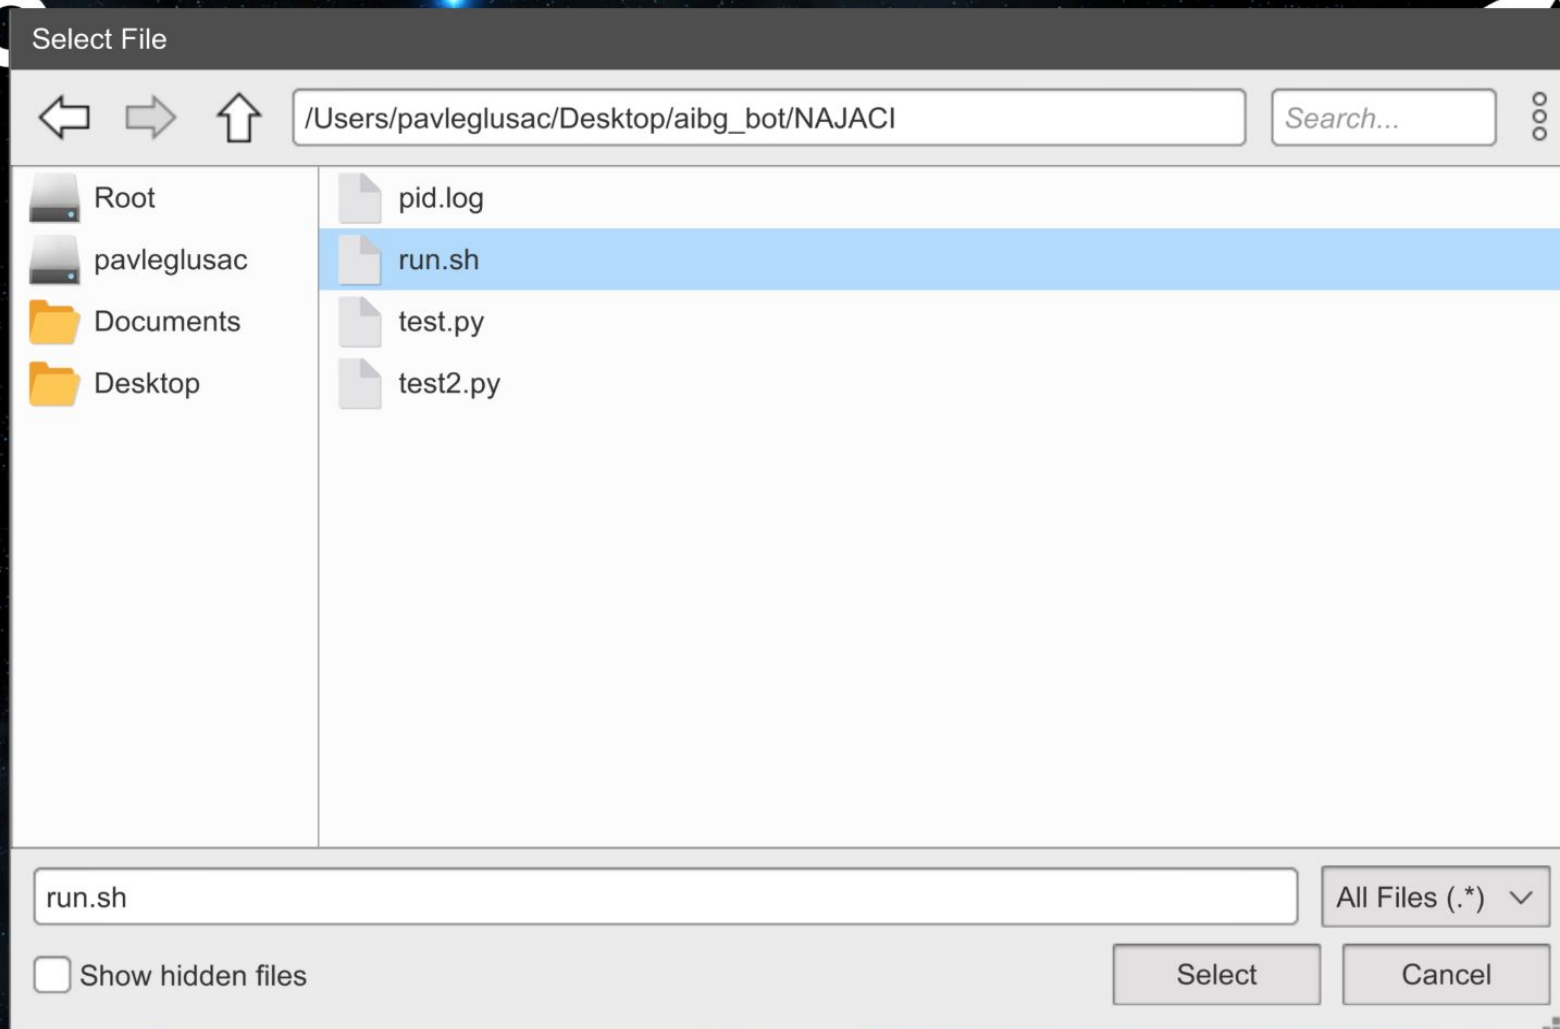 Select File
/Users/pavleglusac/Desktop/aibg_bot/NAJACI
Search...
Root
pavleglusac
Documents
Desktop
pid.log
run.sh
test.py
test2.py
run.sh
All Files (.*)
Show hidden files
Select
Cancel